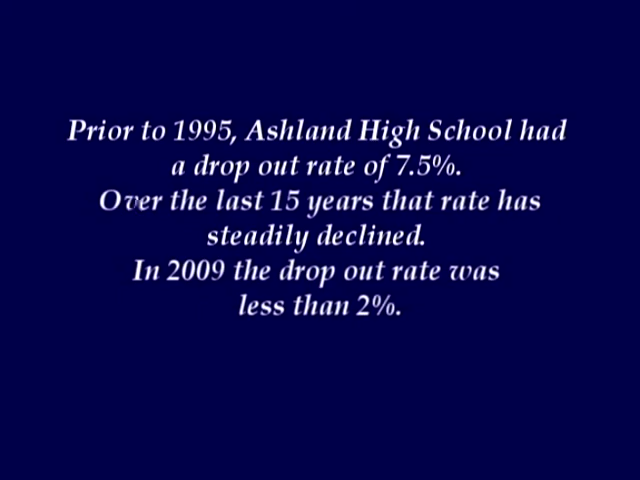 Prior to 1995, Ashland High School had
a drop out rate of 7.5%.
Over the last 15 years that rate has
steadily declined.
In 2009 the drop out rate was
less than 2%.